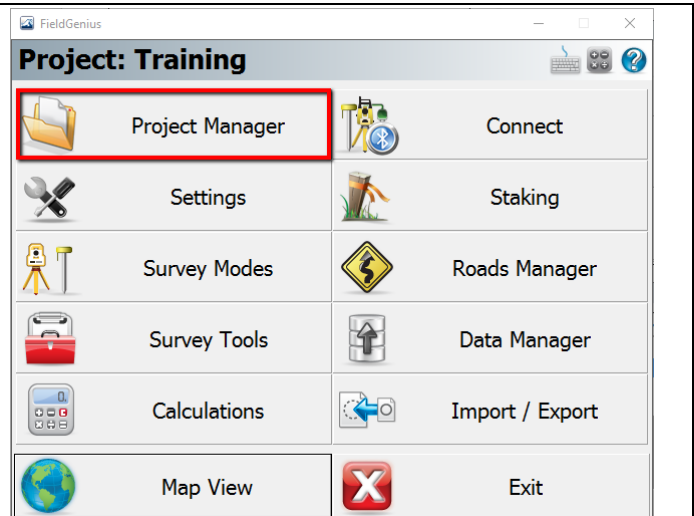 FieldGenius
Project: Training
Project Manager
Connect
Settings
Staking
Survey Modes
Roads Manager
Survey Tools
Data Manager
Calculations
Import / Export
Map View
Exit